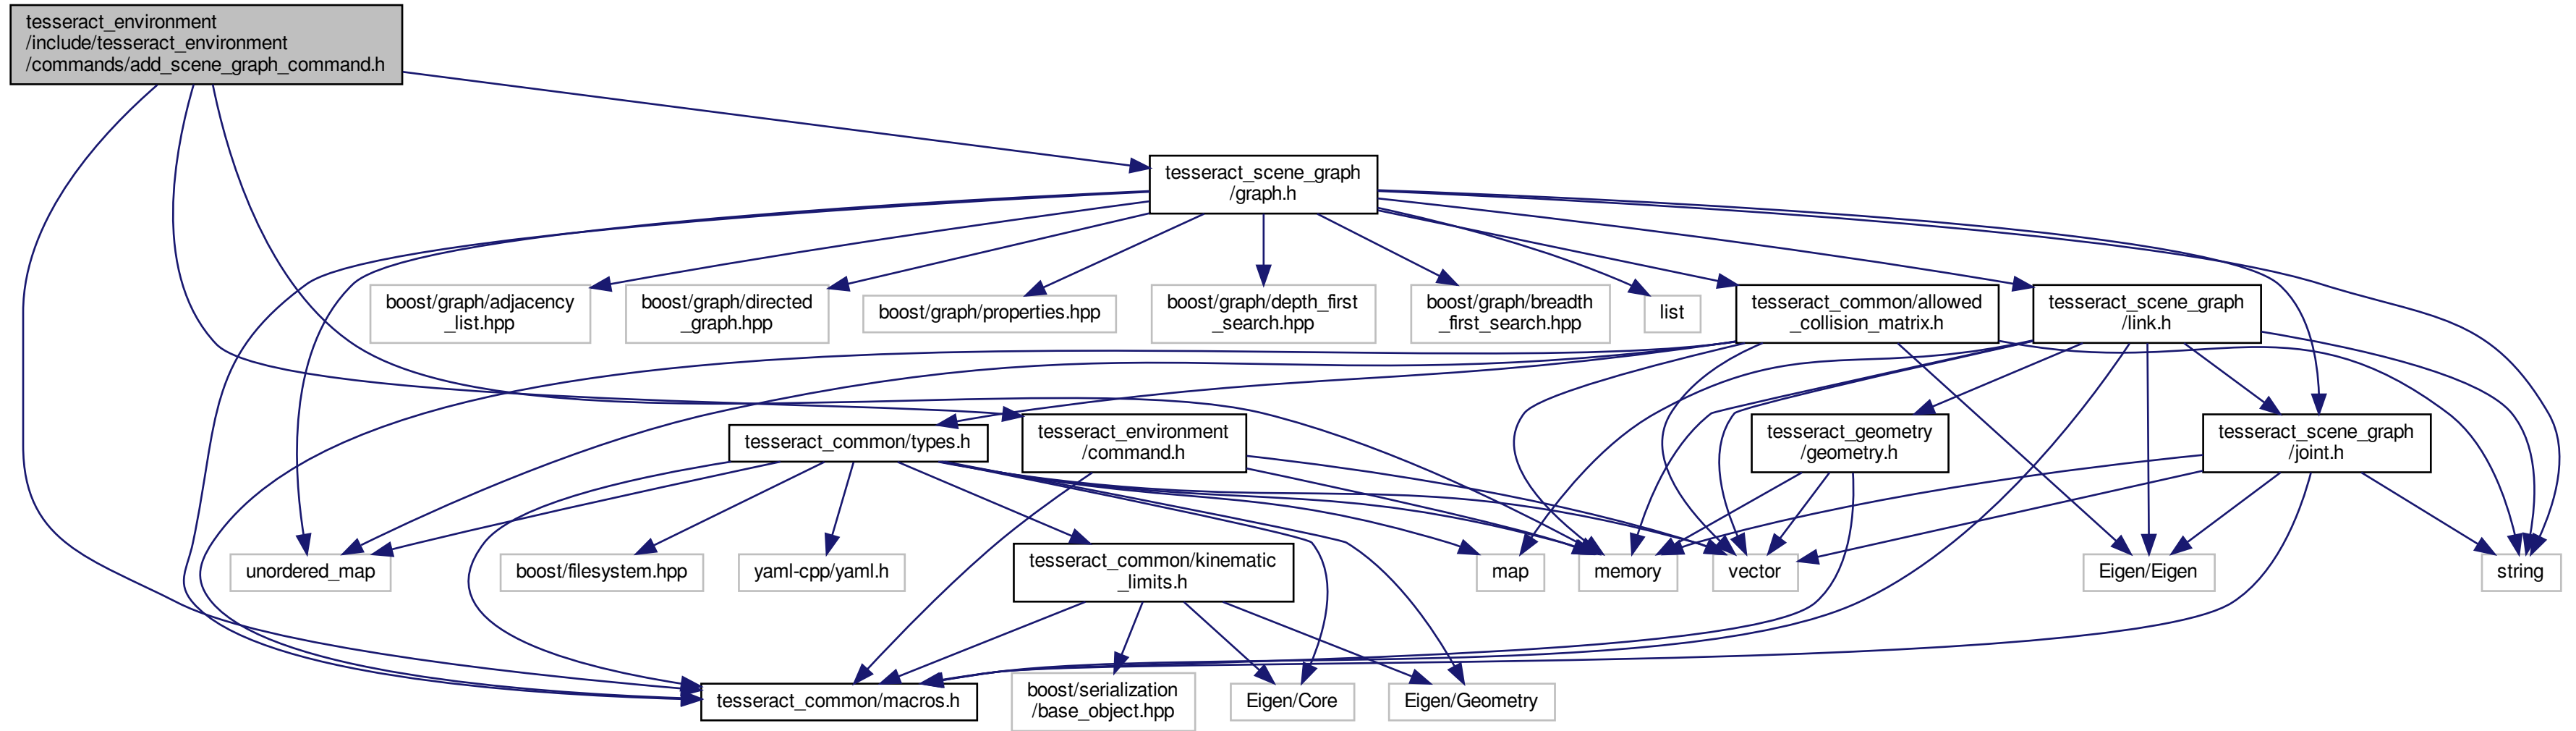 tesseract_environment
/include/tesseract_environment
/commands/add_scene_graph_command.h
tesseract_scene_graph
/graph.h
boost/graph/adjacency
_list.hpp
boost/graph/directed
_graph.hpp
boost/graph/properties.hpp
boost/graph/depth_first
_search.hpp
boost/graph/breadth
_first_search.hpp
list
tesseract_common/allowed
_collision_matrix.h
tesseract_scene_graph
/link.h
tesseract_common/types.h
tesseract_environment
/command.h
tesseract_geometry
/geometry.h
tesseract_scene_graph
/joint.h
unordered_map
boost/filesystem.hpp
yaml-cpp/yaml.h
tesseract_common/kinematic
_limits.h
map
memory
vector
Eigen/Eigen
string
tesseract_common/macros.h
boost/serialization
/base_object.hpp
Eigen/Core
Eigen/Geometry